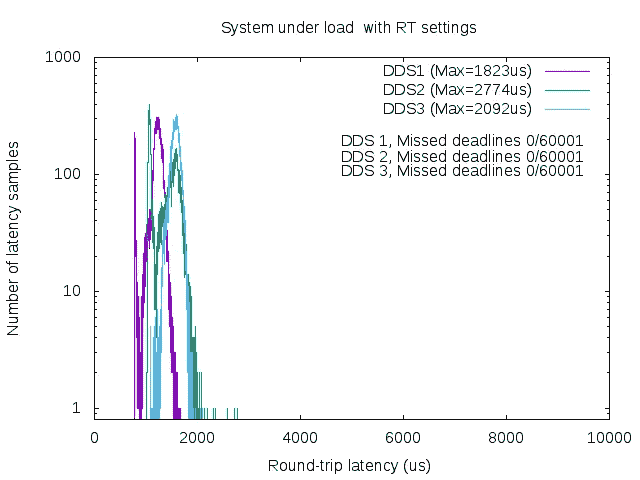 System under load  with RT settings
1000
100
10
1
Number of latency samples
DDS1 (Max=1823us)
DDS2 (Max=2774us)
DDS3 (Max=2092us)
DDS 1, Missed deadlines 0/60001
DDS 2, Missed deadlines 0/60001
DDS 3, Missed deadlines 0/60001
0 2000 4000 6000 8000 10000
Round-trip latency (us)